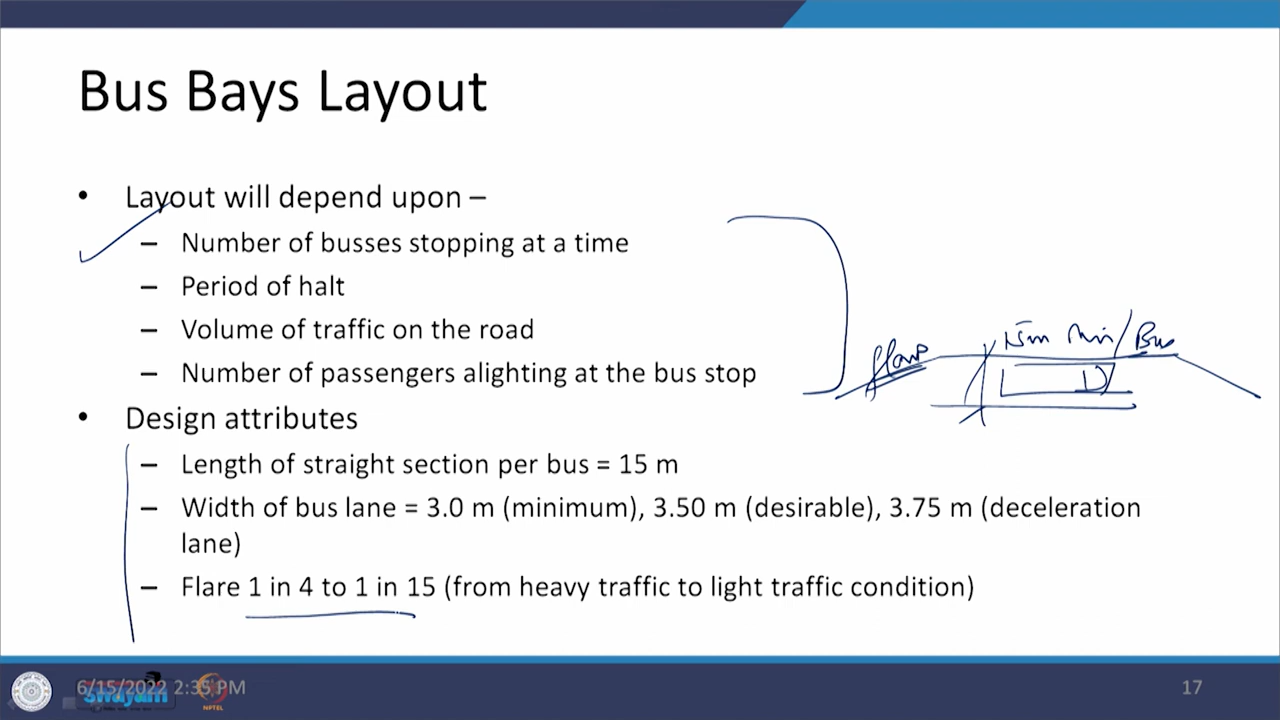 Bus Bays Layout
• Layout will depend upon –
– Number of busses stopping at a time
– Period of halt
– Volume of traffic on the road
– Number of passengers alighting at the bus stop
15m Min/Bus
flare
• Design attributes
– Length of straight section per bus = 15 m
– Width of bus lane = 3.0 m (minimum), 3.50 m (desirable), 3.75 m (deceleration
lane)
– Flare 1 in 4 to 1 in 15 (from heavy traffic to light traffic condition)
6/15/2022 2:35 PM
swayam
NPTEL
17